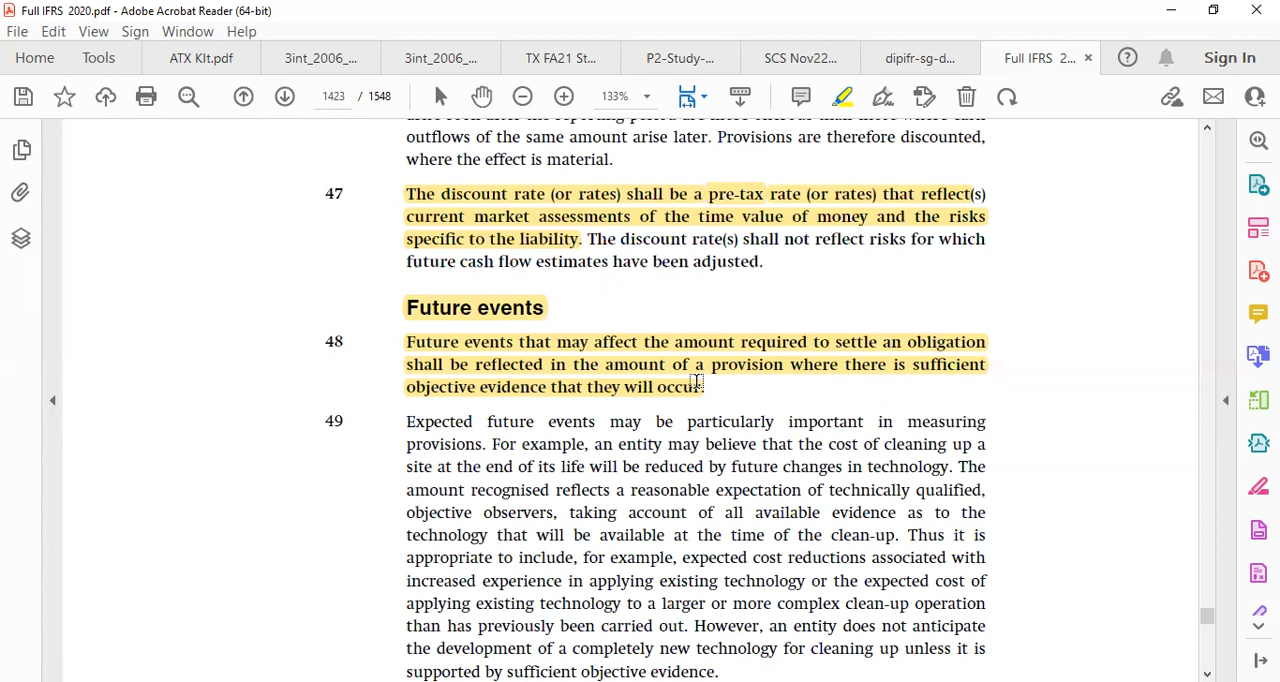 Full IFRS 2020.pdf - Adobe Acrobat Reader (64-bit)
File Edit View Sign Window Help
Home Tools ATX KIt.pdf 3int_2006_... 3int_2006_... TX FA21 St... P2-Study-... SCS Nov22... dipifr-sg-d... Full IFRS 2... Sign In
1423 / 1548 133%
outflows of the same amount arise later. Provisions are therefore discounted,
where the effect is material.
47 The discount rate (or rates) shall be a pre-tax rate (or rates) that reflect(s)
current market assessments of the time value of money and the risks
specific to the liability. The discount rate(s) shall not reflect risks for which
future cash flow estimates have been adjusted.
Future events
48 Future events that may affect the amount required to settle an obligation
shall be reflected in the amount of a provision where there is sufficient
objective evidence that they will occur.
49 Expected future events may be particularly important in measuring
provisions. For example, an entity may believe that the cost of cleaning up a
site at the end of its life will be reduced by future changes in technology. The
amount recognised reflects a reasonable expectation of technically qualified,
objective observers, taking account of all available evidence as to the
technology that will be available at the time of the clean-up. Thus it is
appropriate to include, for example, expected cost reductions associated with
increased experience in applying existing technology or the expected cost of
applying existing technology to a larger or more complex clean-up operation
than has previously been carried out. However, an entity does not anticipate
the development of a completely new technology for cleaning up unless it is
supported by sufficient objective evidence.